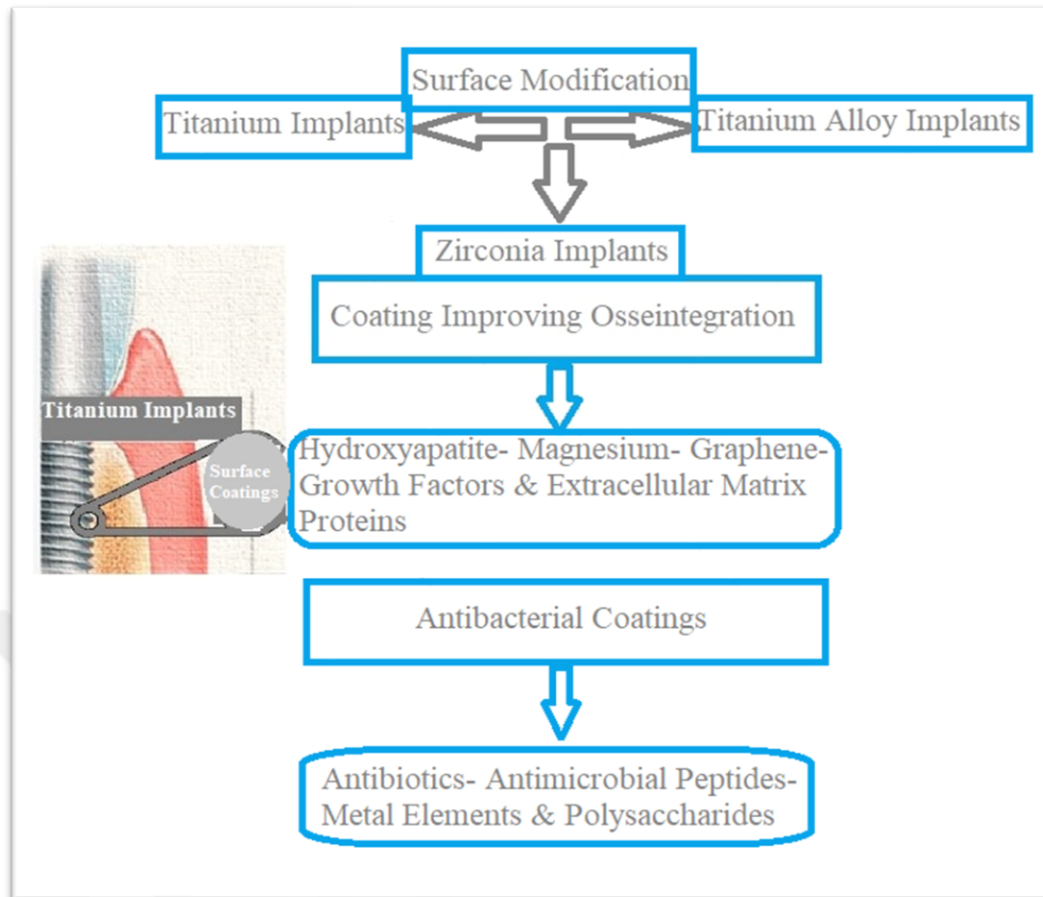 Surface Modification
Titanium Implants
Titanium Alloy Implants
Zirconia Implants
Coating Improving Osseintegration
Titanium Implants
Surface
Coatings
Hydroxyapatite- Magnesium- Graphene-
Growth Factors & Extracellular Matrix
Proteins
Antibacterial Coatings
Antibiotics- Antimicrobial Peptides-
Metal Elements & Polysaccharides